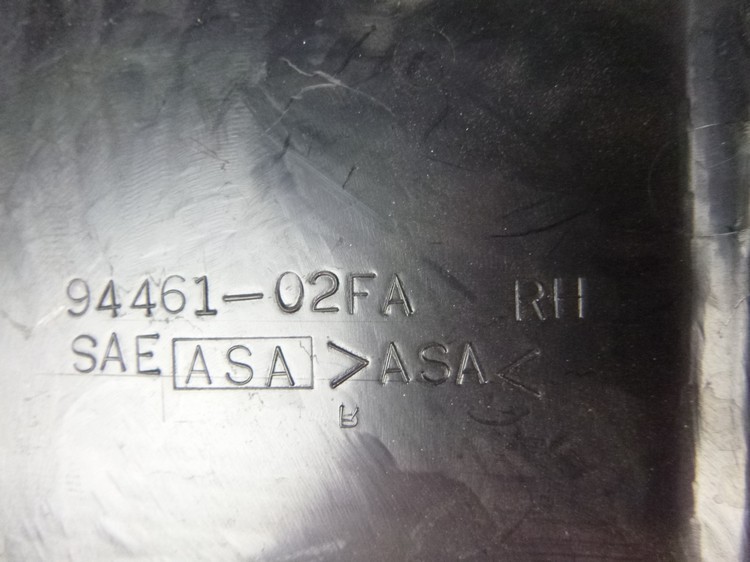 94461-02FA RH
SAE ASA >ASA<
R